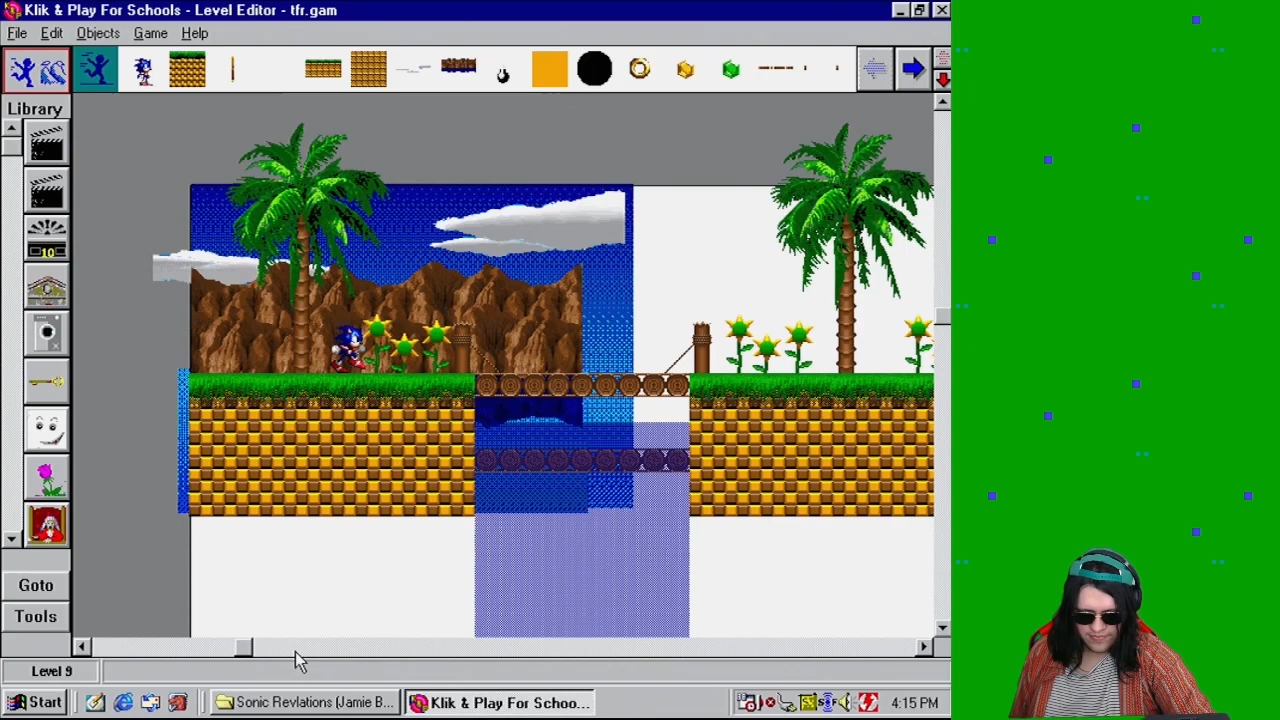 Klik & Play For Schools - Level Editor - tfr.gam
File Edit Objects Game Help
Library
10
Goto
Tools
Level 9
Start Sonic Revlations (Jamie B... Klik & Play For Schoo... 4:15 PM